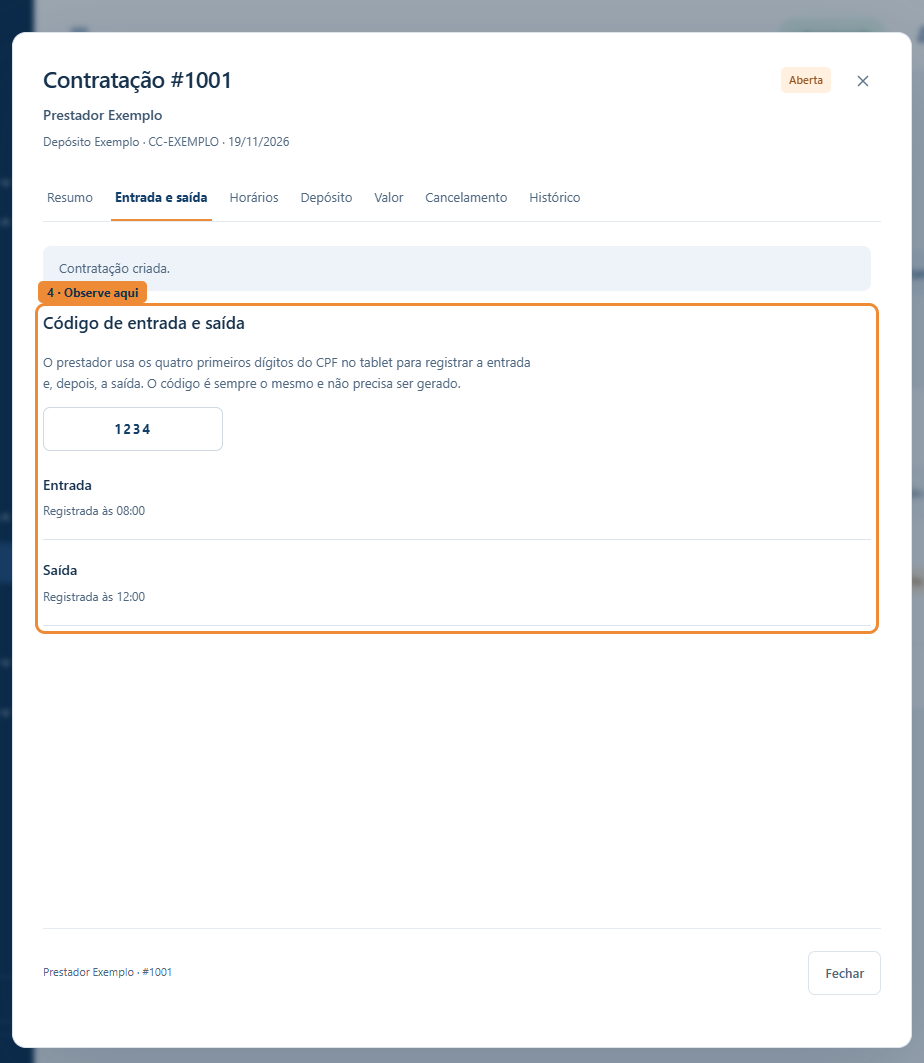 Contratação #1001
Aberta
Prestador Exemplo
Depósito Exemplo · CC-EXEMPLO · 19/11/2026
Resumo Entrada e saída Horários Depósito Valor Cancelamento Histórico
Contratação criada.
4 · Observe aqui
Código de entrada e saída
O prestador usa os quatro primeiros dígitos do CPF no tablet para registrar a entrada
e, depois, a saída. O código é sempre o mesmo e não precisa ser gerado.
1234
Entrada
Registrada às 08:00
Saída
Registrada às 12:00
Prestador Exemplo · #1001
Fechar